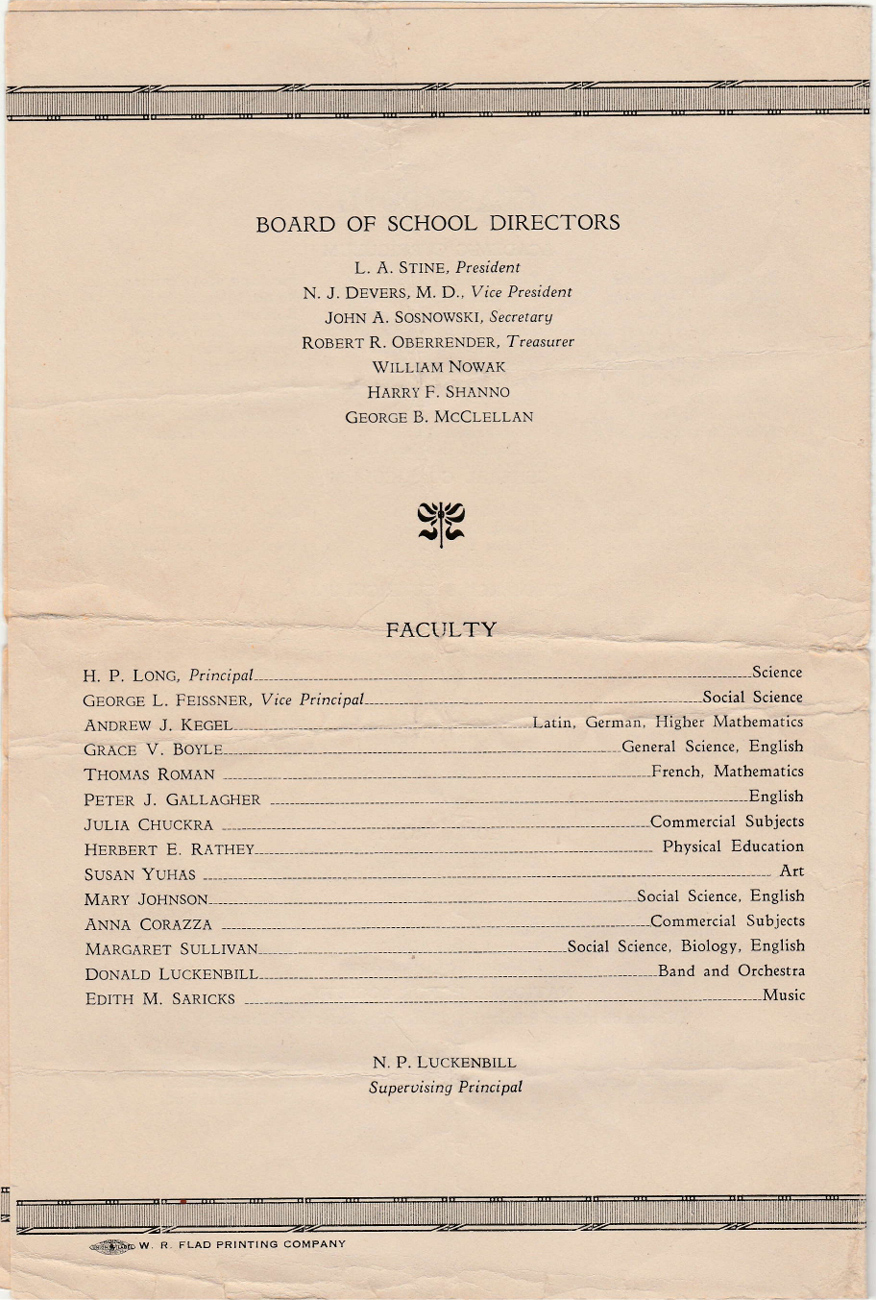 BOARD OF SCHOOL DIRECTORS
L. A. STINE, President
N. J. DEVERS, M. D., Vice President
JOHN A. SOSNOWSKI, Secretary
ROBERT R. OBERRENDER, Treasurer
WILLIAM NOWAK
HARRY F. SHANNO
GEORGE B. MCCLELLAN
FACULTY
H. P. LONG, Principal Science
GEORGE L. FEISSNER, Vice Principal Social Science
ANDREW J. KEGEL Latin, German, Higher Mathematics
GRACE V. BOYLE General Science, English
THOMAS ROMAN French, Mathematics
PETER J. GALLAGHER English
JULIA CHUCKRA Commercial Subjects
HERBERT E. RATHEY Physical Education
SUSAN YUHAS Art
MARY JOHNSON Social Science, English
ANNA CORAZZA Commercial Subjects
MARGARET SULLIVAN Social Science, Biology, English
DONALD LUCKENBILL Band and Orchestra
EDITH M. SARICKS Music
N. P. LUCKENBILL
Supervising Principal
UNION LABEL W. R. FLAD PRINTING COMPANY